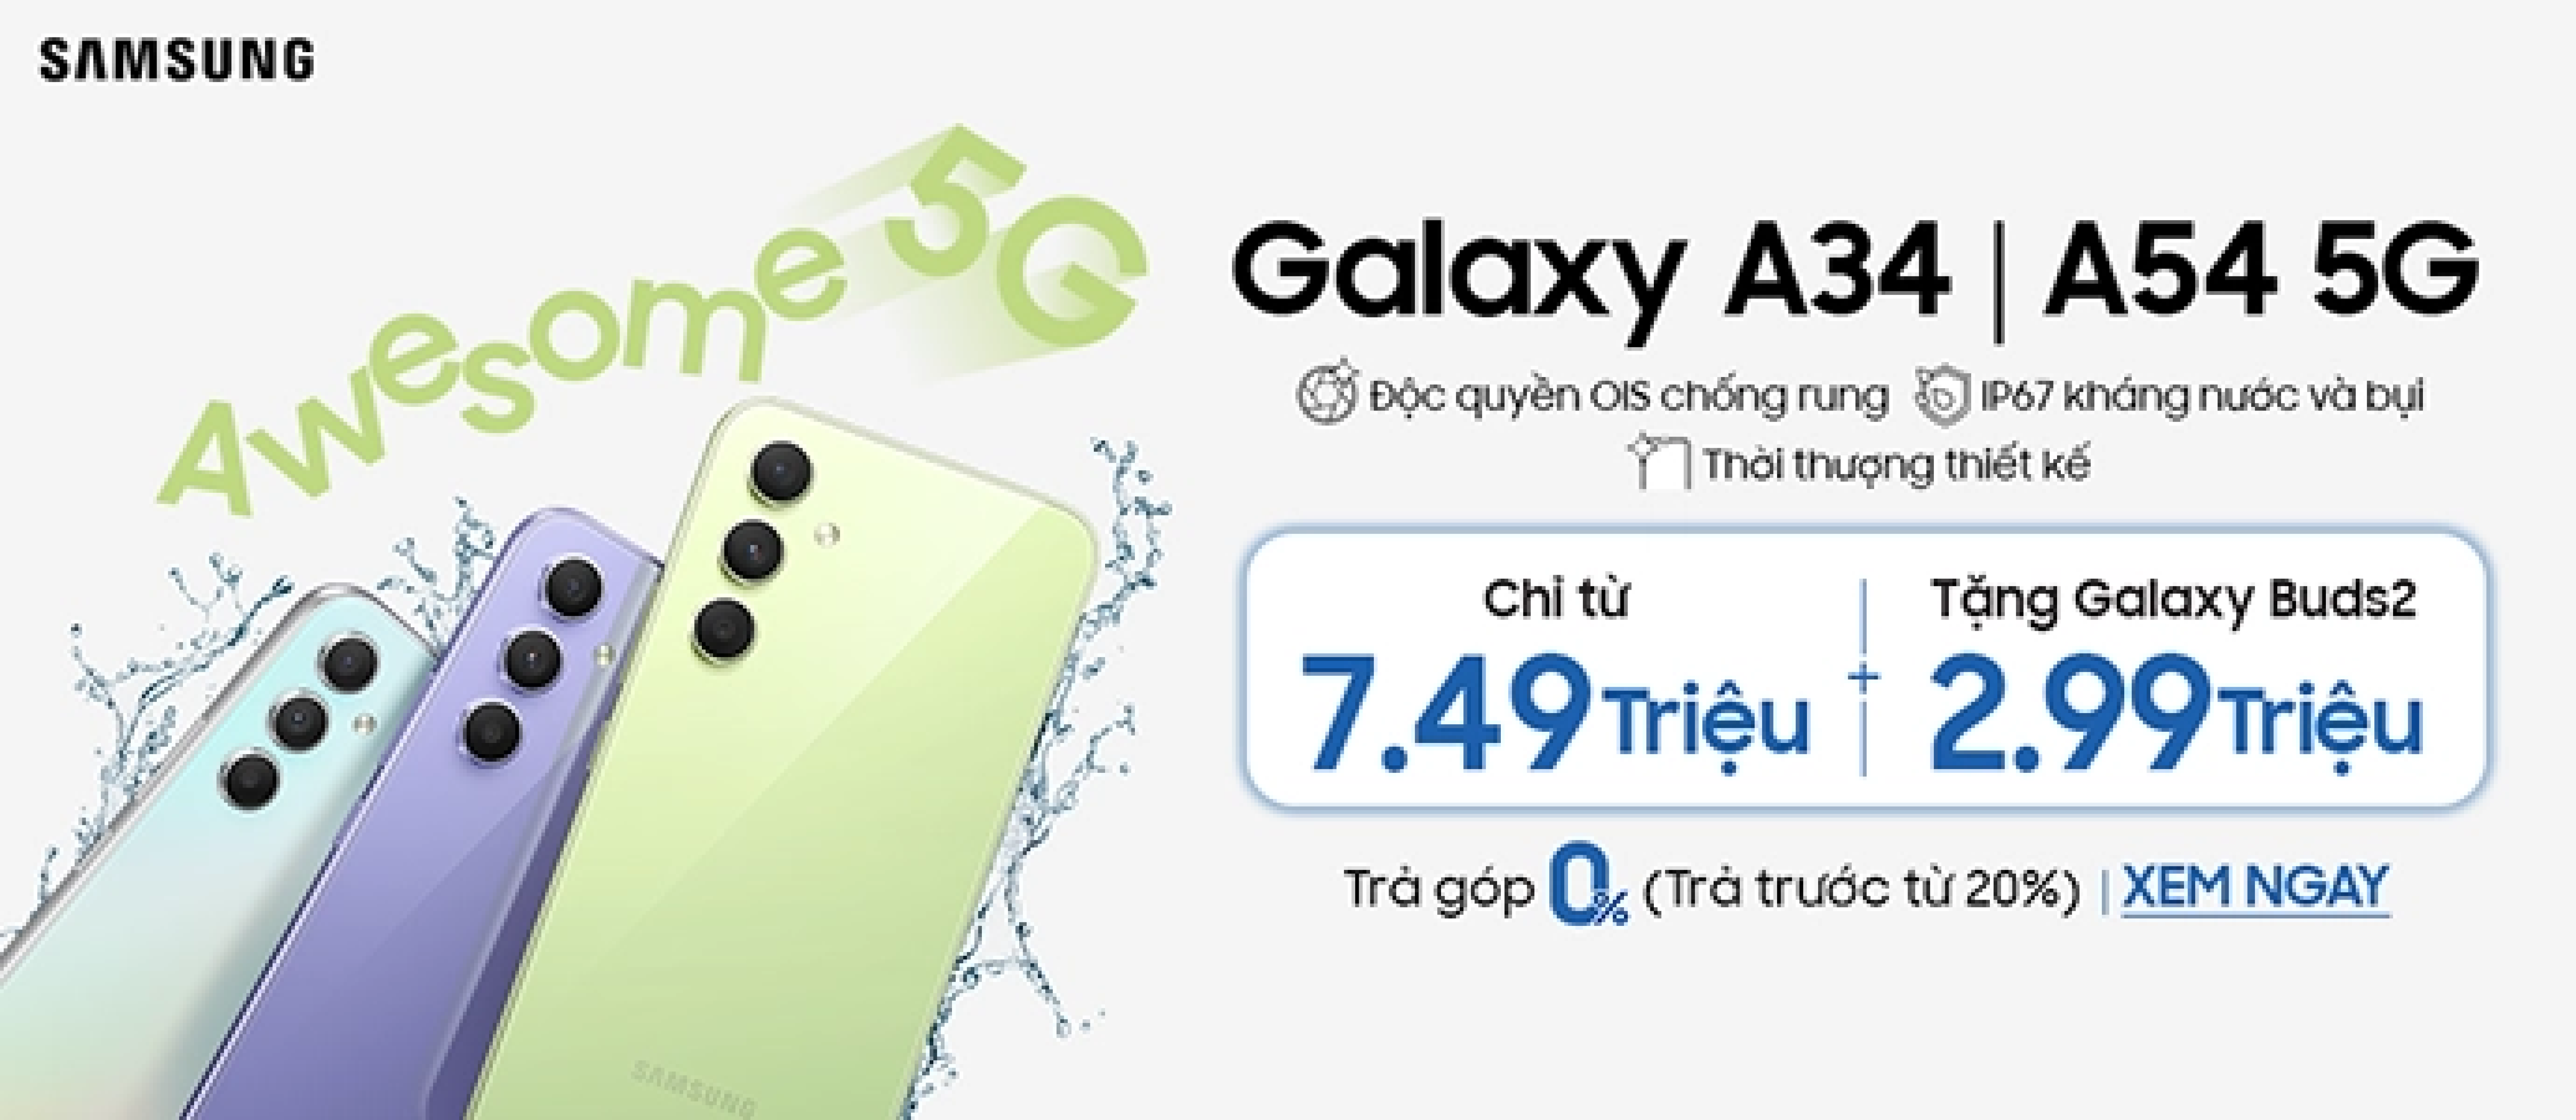 SAMSUNG
Awesome 5G
Galaxy A34 | A54 5G
Độc quyền OIS chống rung IP67 kháng nước và bụi
Thời thượng thiết kế
Chỉ từ
7.49 Triệu
+
Tặng Galaxy Buds2
2.99 Triệu
Trả góp 0% (Trả trước từ 20%) | XEM NGAY
SAMSUNG